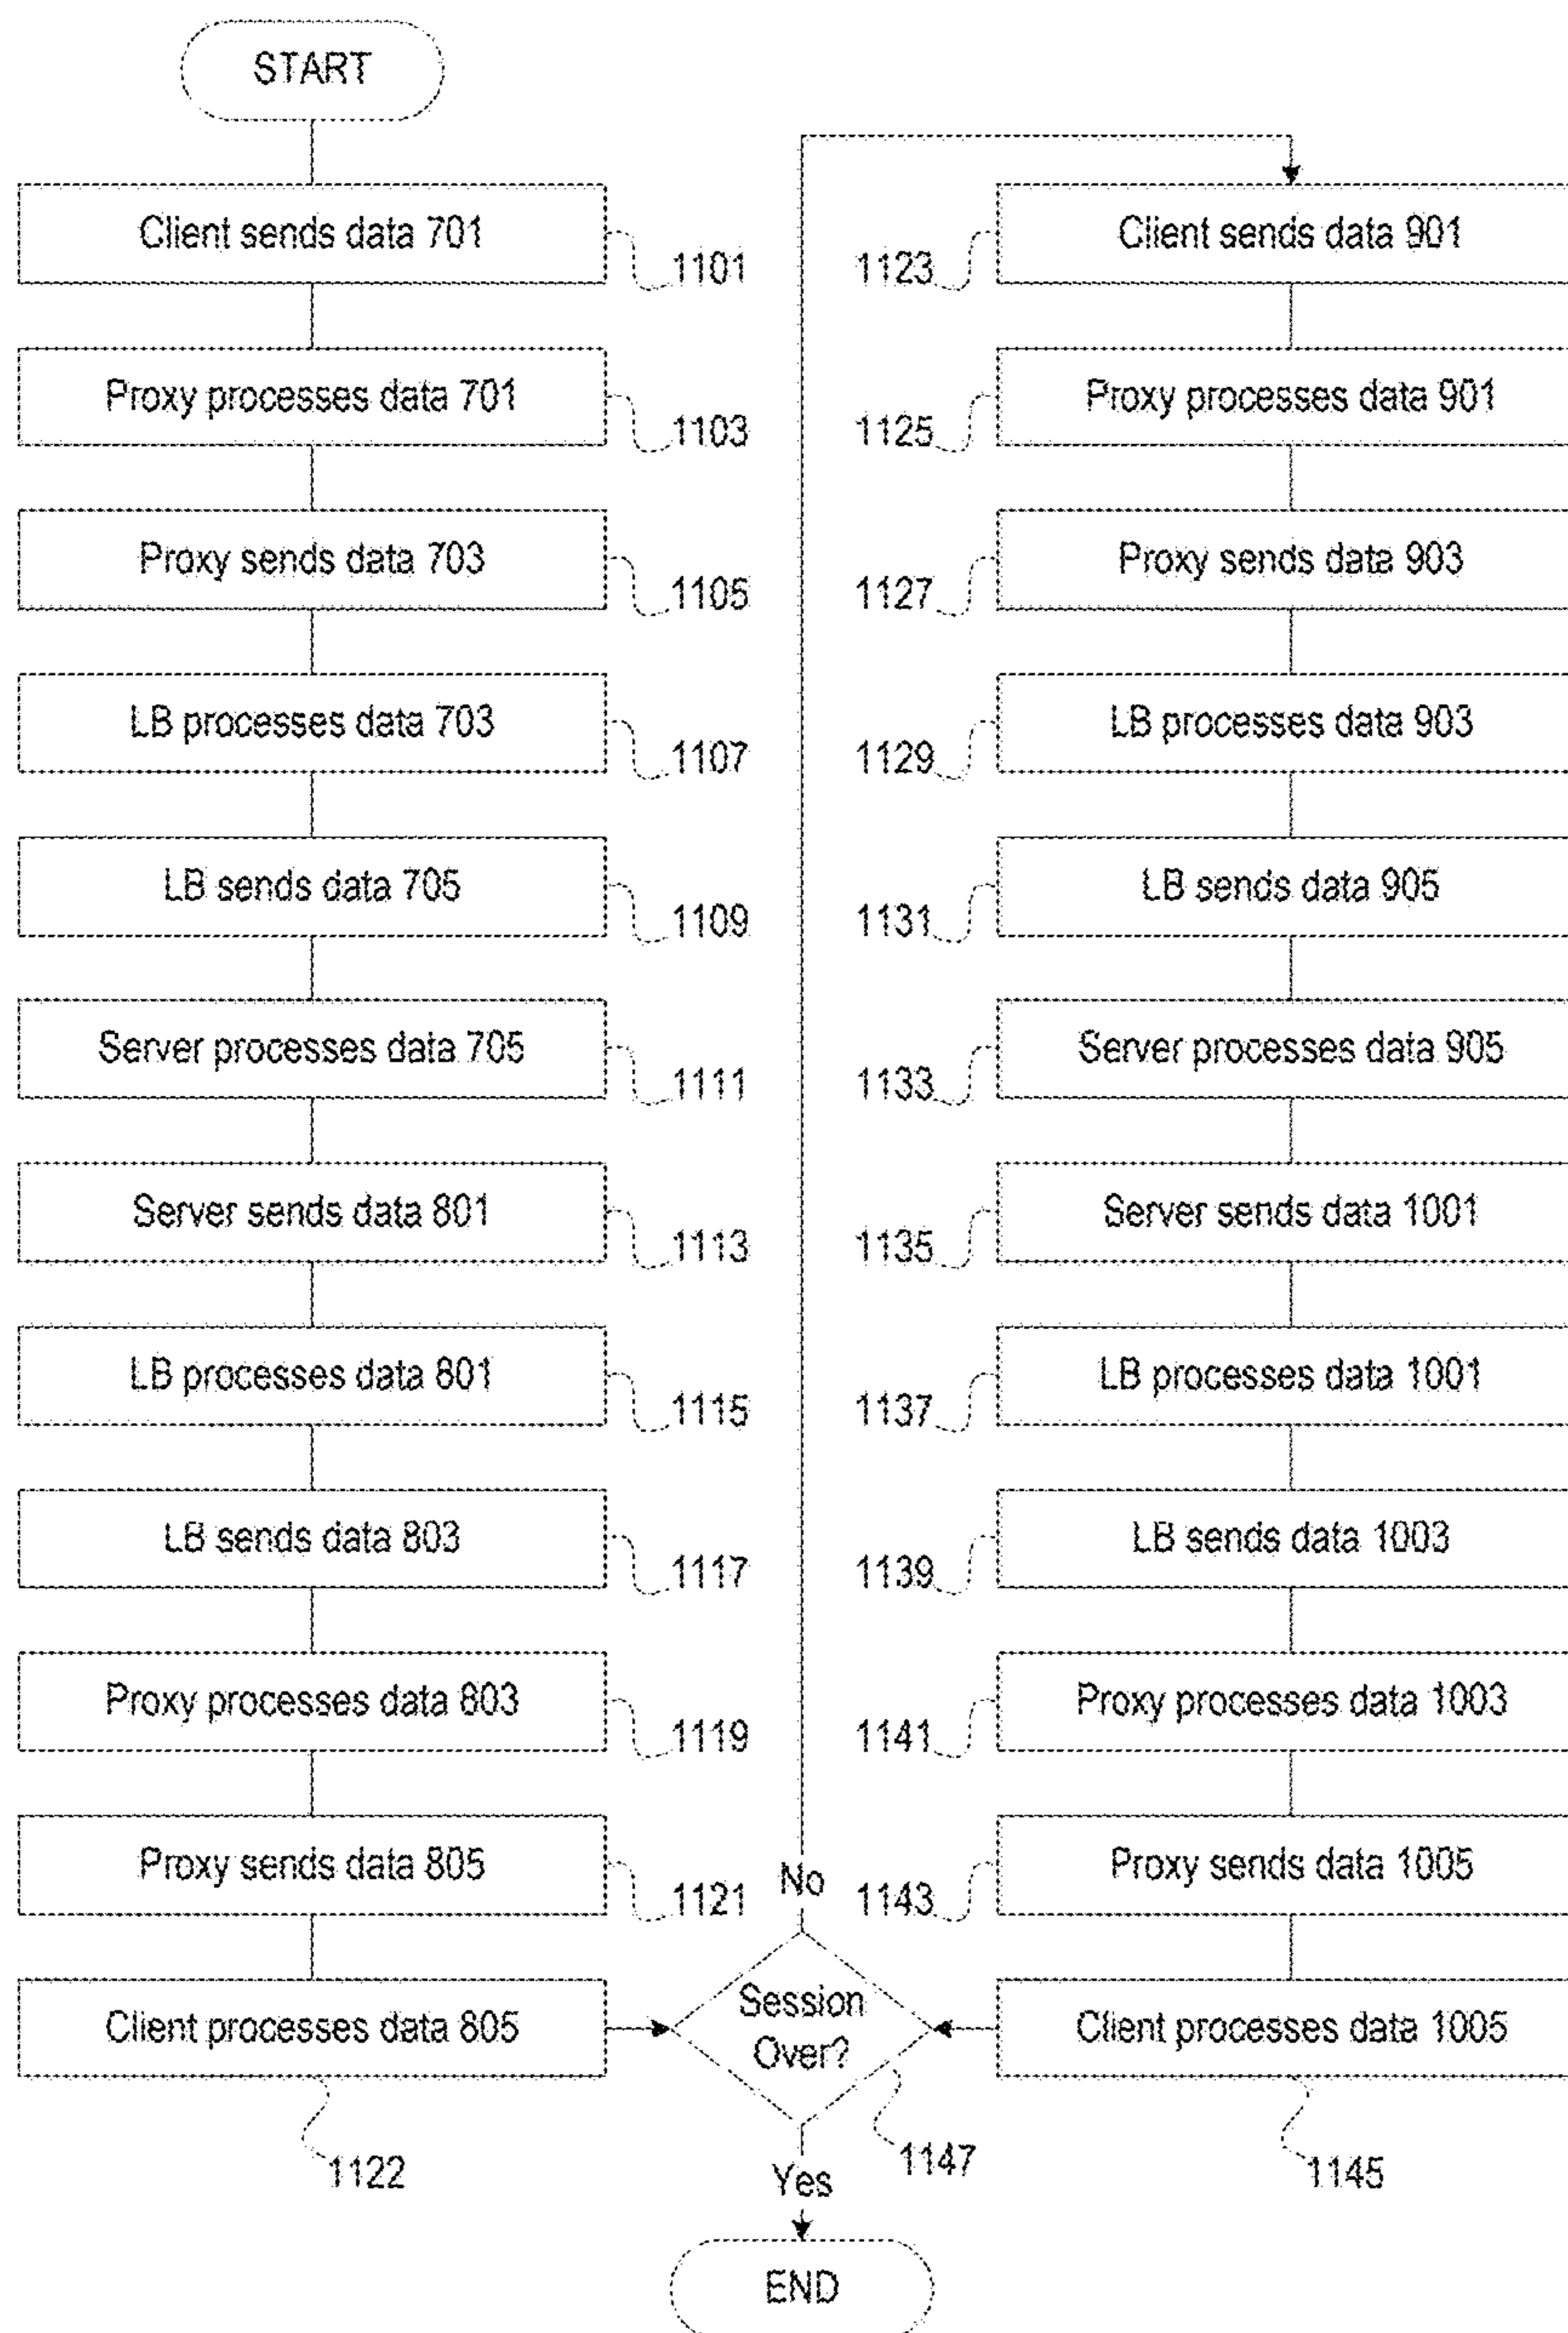 START
Client sends data 701
1101
Proxy processes data 701
1103
Proxy sends data 703
1105
LB processes data 703
1107
LB sends data 705
1109
Server processes data 705
1111
Server sends data 801
1113
LB processes data 801
1115
LB sends data 803
1117
Proxy processes data 803
1119
Proxy sends data 805
1121
Client processes data 805
1122
Client sends data 901
1123
Proxy processes data 901
1125
Proxy sends data 903
1127
LB processes data 903
1129
LB sends data 905
1131
Server processes data 905
1133
Server sends data 1001
1135
LB processes data 1001
1137
LB sends data 1003
1139
Proxy processes data 1003
1141
Proxy sends data 1005
1143
Client processes data 1005
1145
No
Session
Over?
1147
Yes
END